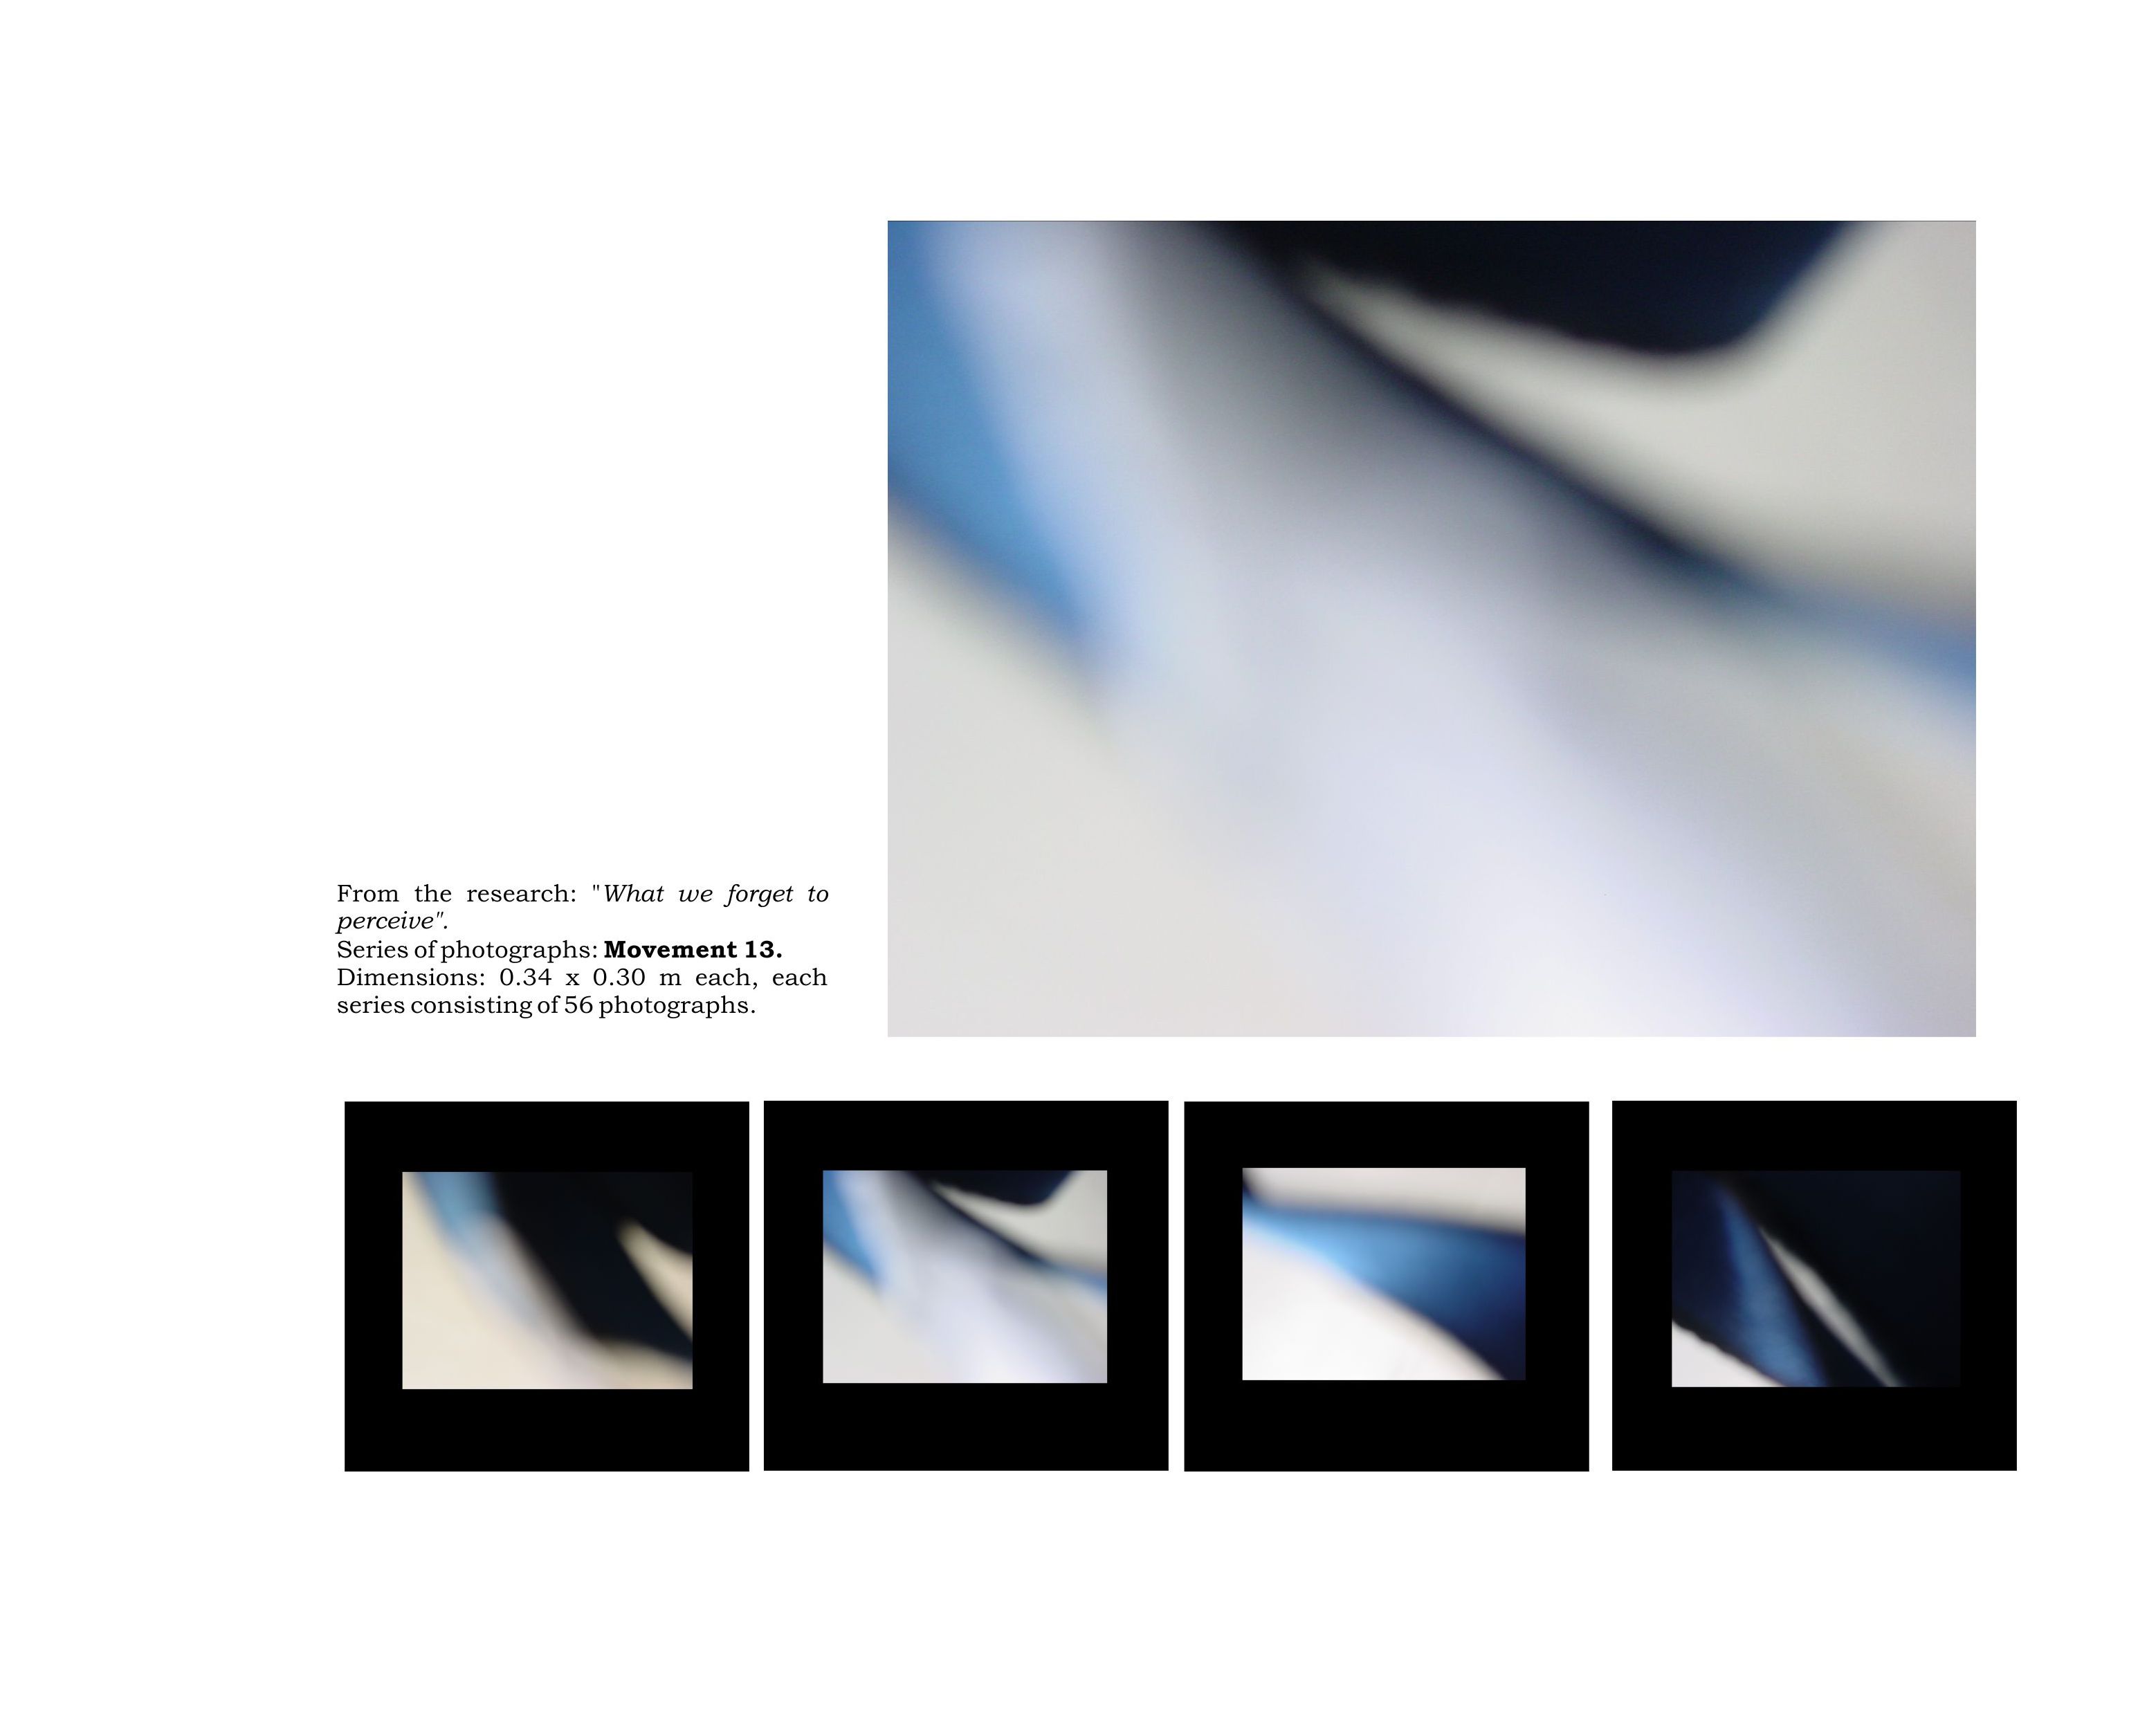 From the research: "What we forget to
perceive".
Series of photographs: Movement 13.
Dimensions: 0.34 x 0.30 m each, each
series consisting of 56 photographs.